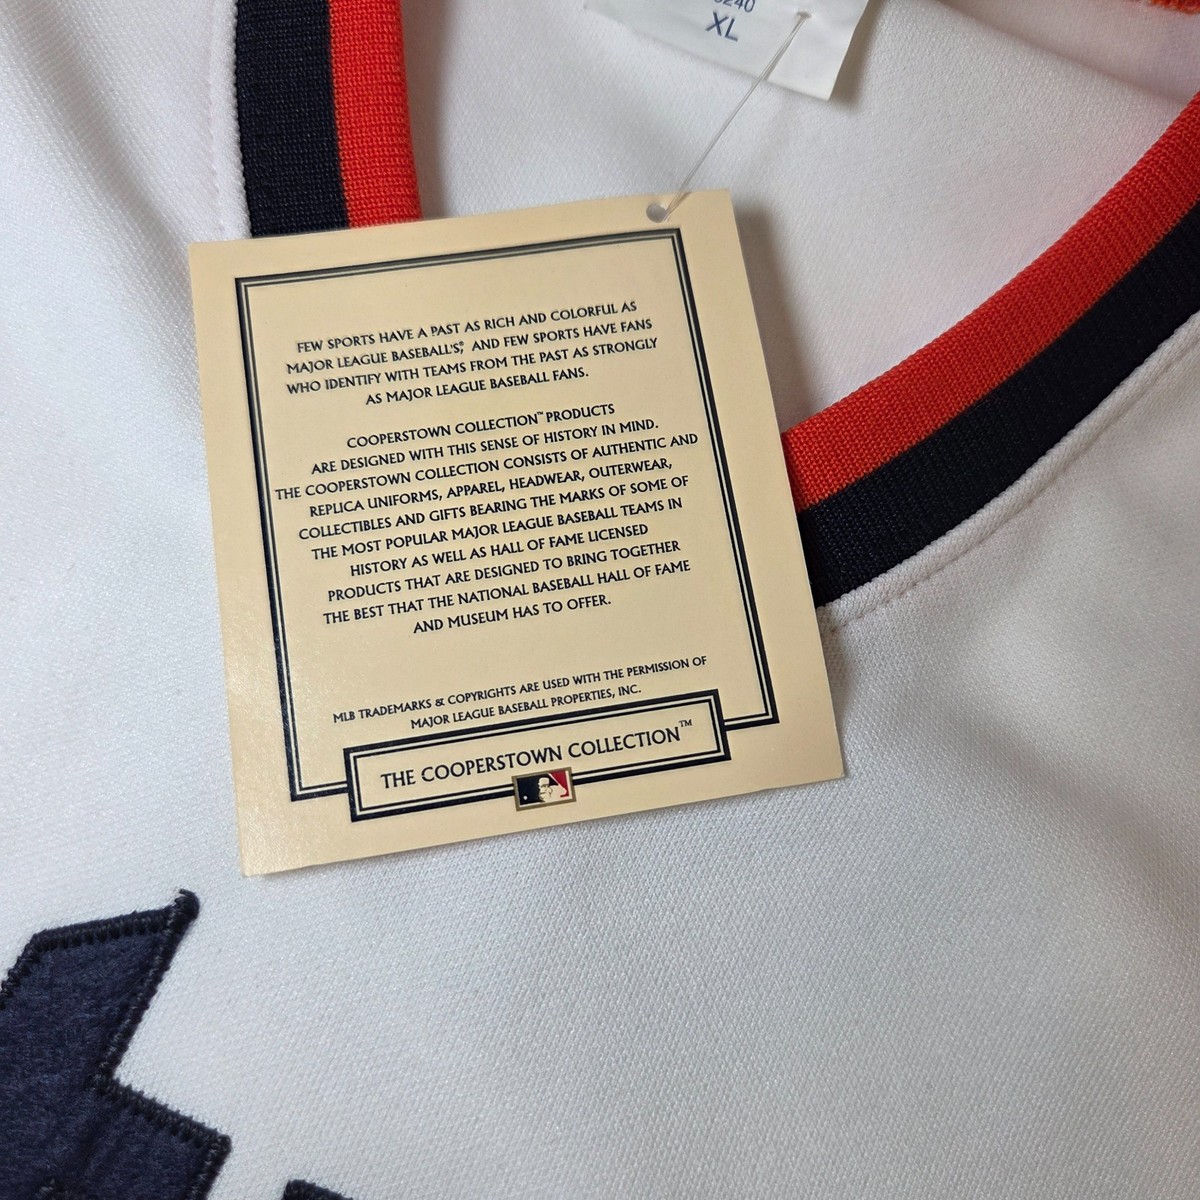 XL
FEW SPORTS HAVE A PAST AS RICH AND COLORFUL AS
MAJOR LEAGUE BASEBALL'S®, AND FEW SPORTS HAVE FANS
WHO IDENTIFY WITH TEAMS FROM THE PAST AS STRONGLY
AS MAJOR LEAGUE BASEBALL FANS.
COOPERSTOWN COLLECTION™ PRODUCTS
ARE DESIGNED WITH THIS SENSE OF HISTORY IN MIND.
THE COOPERSTOWN COLLECTION CONSISTS OF AUTHENTIC AND
REPLICA UNIFORMS, APPAREL, HEADWEAR, OUTERWEAR,
COLLECTIBLES AND GIFTS BEARING THE MARKS OF SOME OF
THE MOST POPULAR MAJOR LEAGUE BASEBALL TEAMS IN
HISTORY AS WELL AS HALL OF FAME LICENSED
PRODUCTS THAT ARE DESIGNED TO BRING TOGETHER
THE BEST THAT THE NATIONAL BASEBALL HALL OF FAME
AND MUSEUM HAS TO OFFER.
MLB TRADEMARKS & COPYRIGHTS ARE USED WITH THE PERMISSION OF
MAJOR LEAGUE BASEBALL PROPERTIES, INC.
THE COOPERSTOWN COLLECTION™